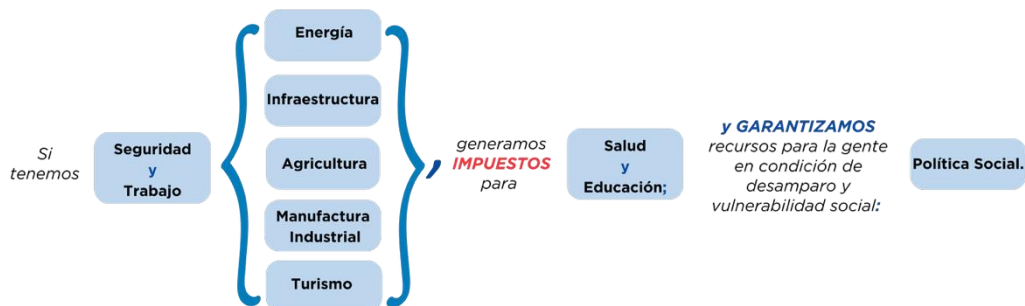 Si
tenemos
Seguridad
y
Trabajo
Energía
Infraestructura
Agricultura
Manufactura
Industrial
Turismo
,
generamos
IMPUESTOS
para
Salud
y
Educación;
y GARANTIZAMOS
recursos para la gente
en condición de
desamparo y
vulnerabilidad social:
Política Social.